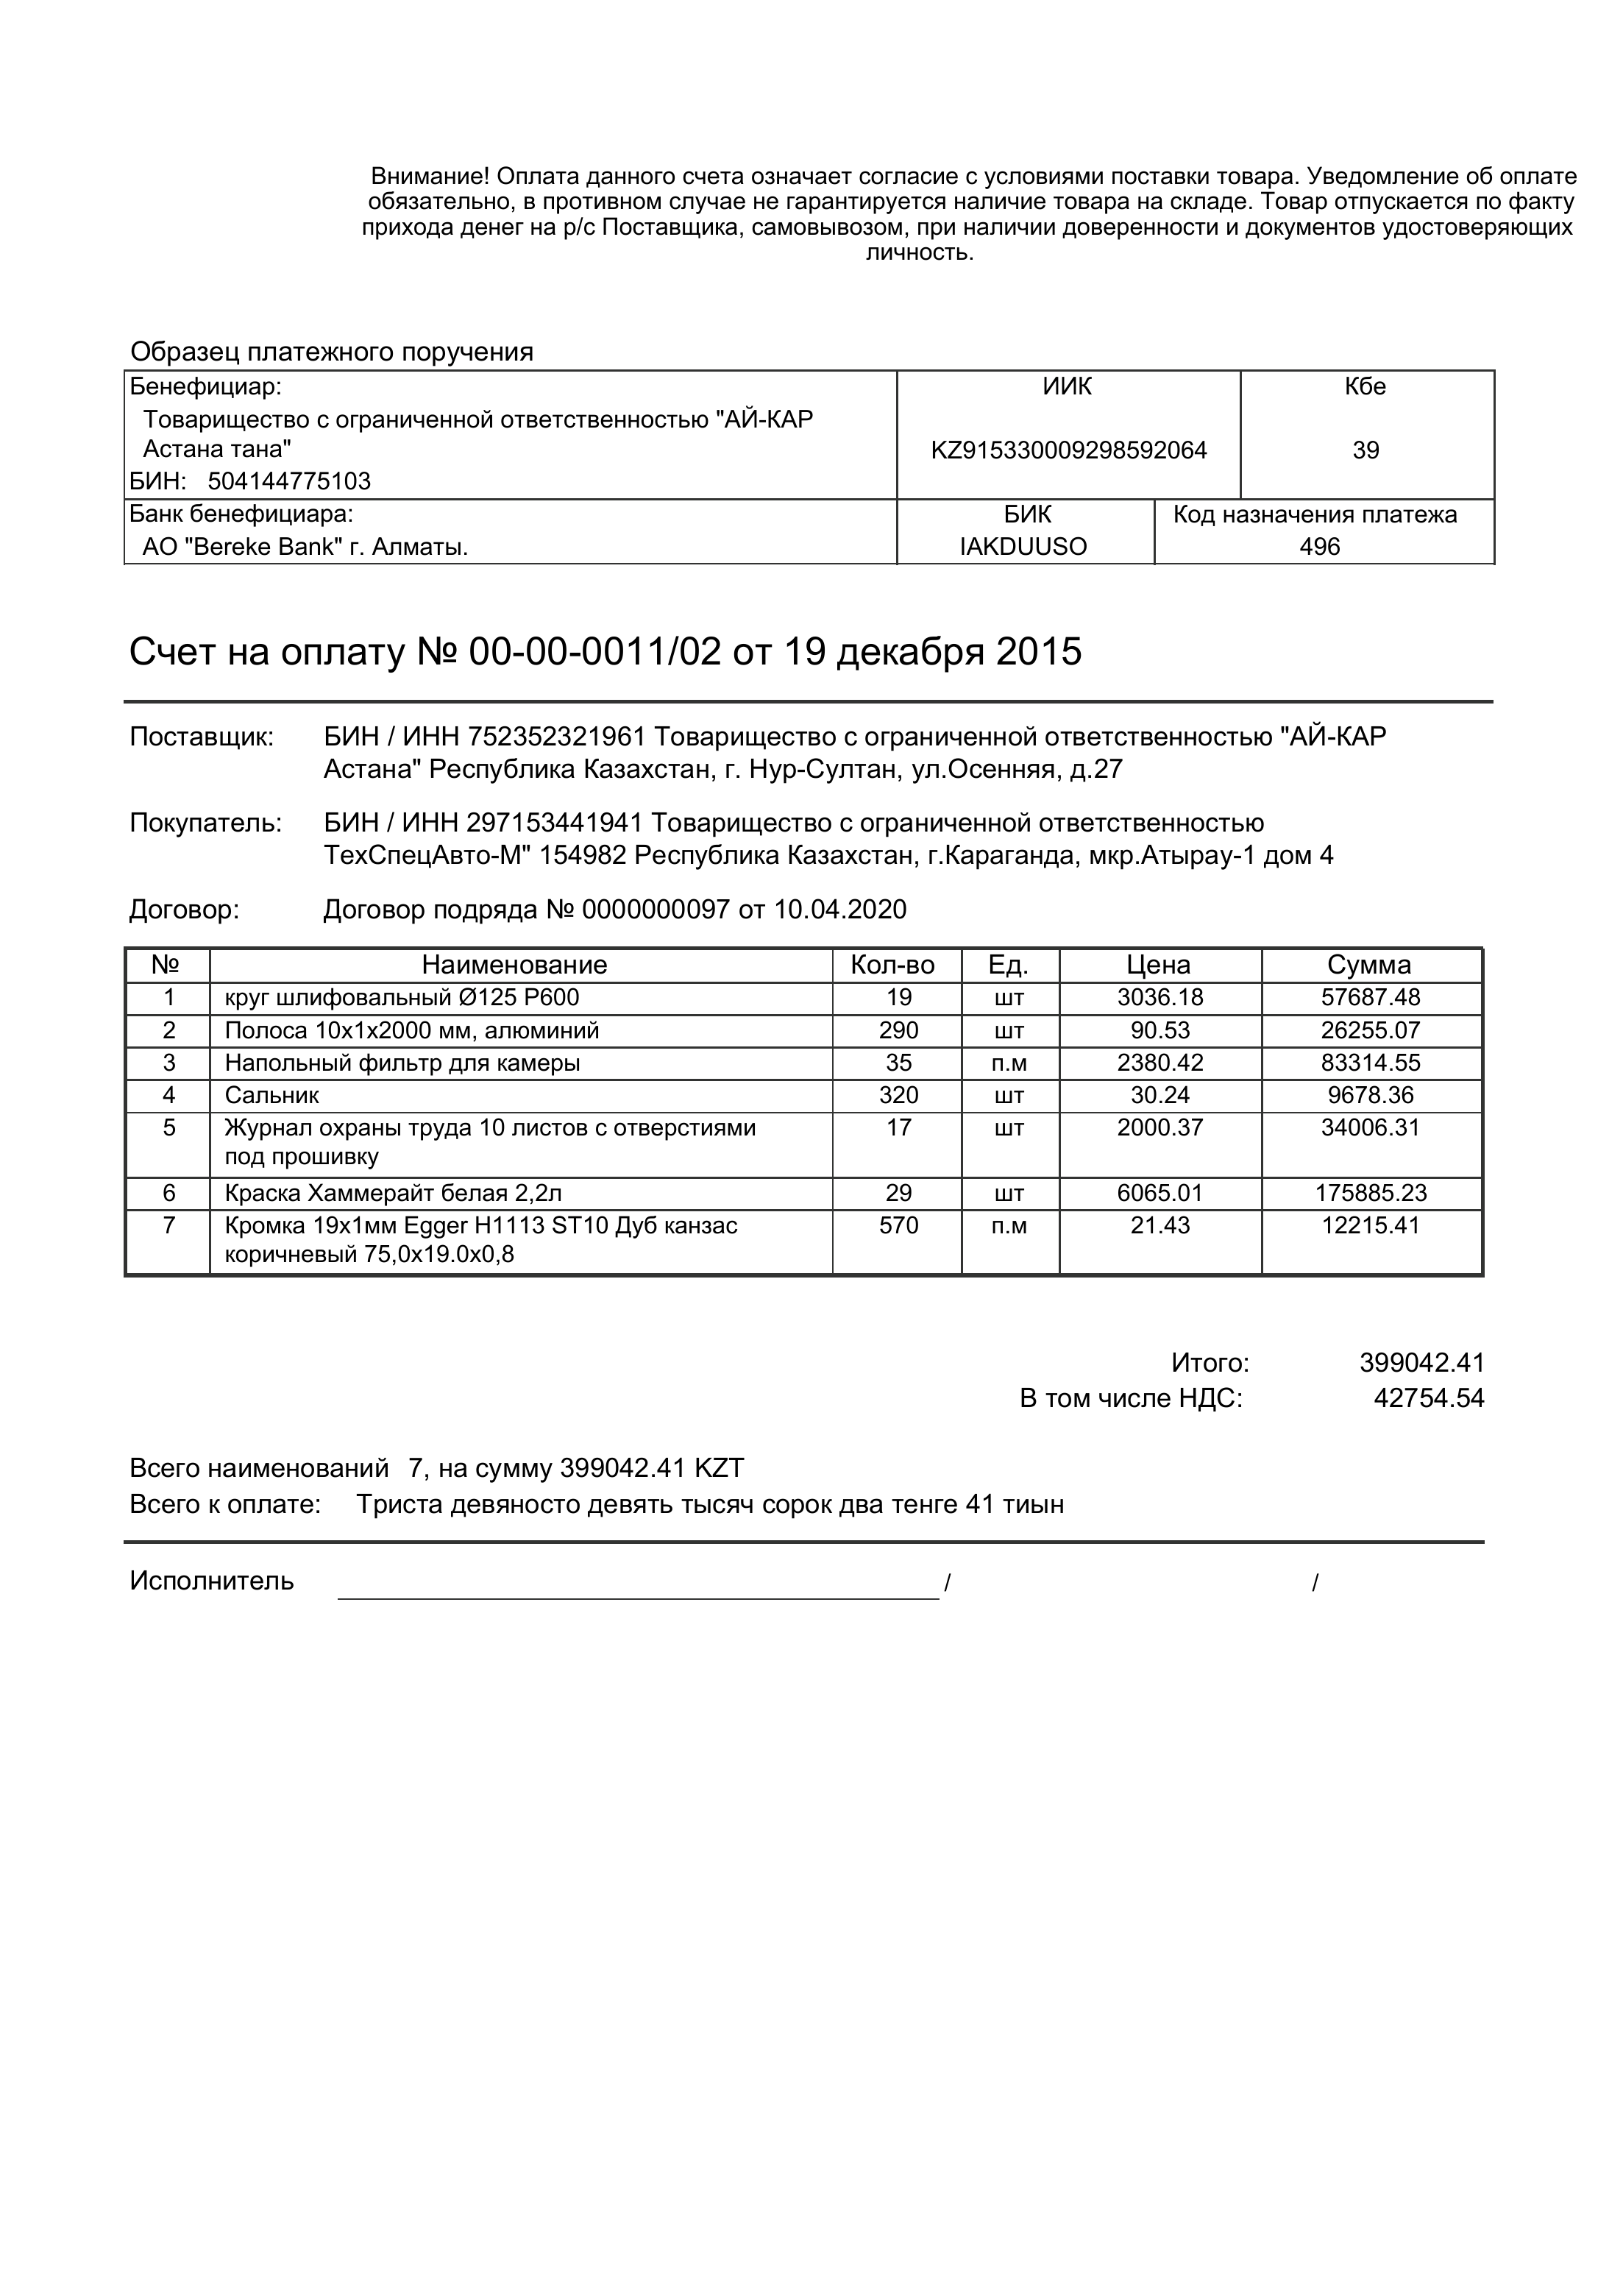 Внимание! Оплата данного счета означает согласие с условиями поставки товара. Уведомление об оплате
обязательно, в противном случае не гарантируется наличие товара на складе. Товар отпускается по факту
прихода денег на р/с Поставщика, самовывозом, при наличии доверенности и документов удостоверяющих
личность.
Образец платежного поручения
Бенефициар: ИИК Кбе
Товарищество с ограниченной ответственностью "АЙ-КАР
Астана тана" KZ915330009298592064 39
БИН: 504144775103
Банк бенефициара: БИК Код назначения платежа
АО "Bereke Bank" г. Алматы. IAKDUUSO 496
Счет на оплату № 00-00-0011/02 от 19 декабря 2015
Поставщик: БИН / ИНН 752352321961 Товарищество с ограниченной ответственностью "АЙ-КАР
Астана" Республика Казахстан, г. Нур-Султан, ул.Осенняя, д.27
Покупатель: БИН / ИНН 297153441941 Товарищество с ограниченной ответственностью
ТехСпецАвто-М" 154982 Республика Казахстан, г.Караганда, мкр.Атырау-1 дом 4
Договор: Договор подряда № 0000000097 от 10.04.2020
№ Наименование Кол-во Ед. Цена Сумма
1 круг шлифовальный Ø125 P600 19 шт 3036.18 57687.48
2 Полоса 10х1х2000 мм, алюминий 290 шт 90.53 26255.07
3 Напольный фильтр для камеры 35 п.м 2380.42 83314.55
4 Сальник 320 шт 30.24 9678.36
5 Журнал охраны труда 10 листов с отверстиями 17 шт 2000.37 34006.31
под прошивку
6 Краска Хаммерайт белая 2,2л 29 шт 6065.01 175885.23
7 Кромка 19х1мм Egger H1113 ST10 Дуб канзас 570 п.м 21.43 12215.41
коричневый 75,0х19.0х0,8
Итого: 399042.41
В том числе НДС: 42754.54
Всего наименований 7, на сумму 399042.41 KZT
Всего к оплате: Триста девяносто девять тысяч сорок два тенге 41 тиын
Исполнитель / /